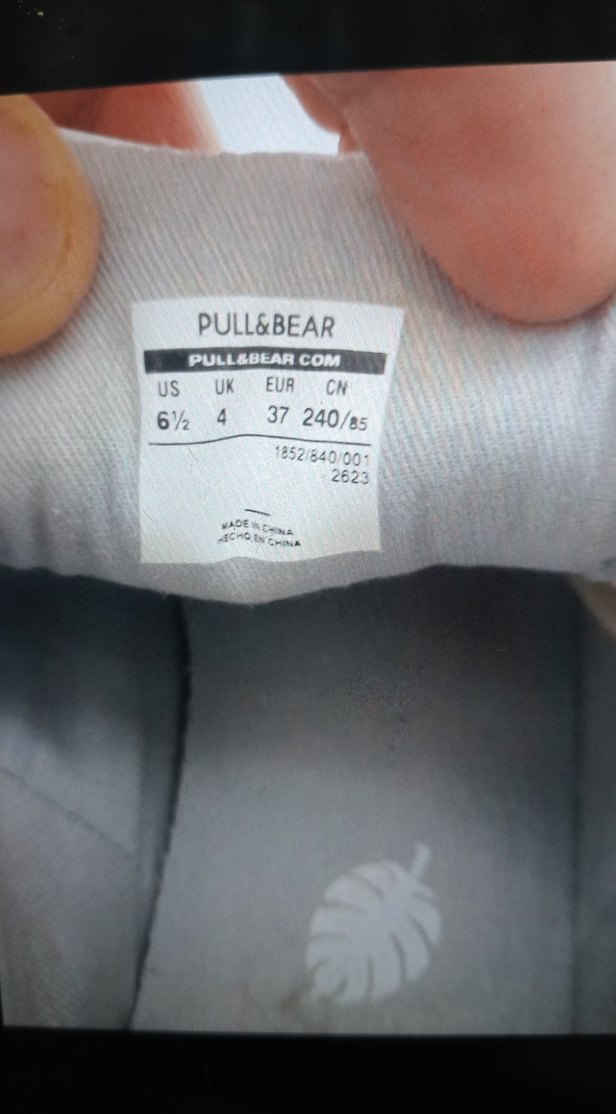 PULL&BEAR
PULL&BEAR.COM
US UK EUR CN
6½ 4 37 240/85
1852/840/001
2623
MADE IN CHINA
HECHO EN CHINA